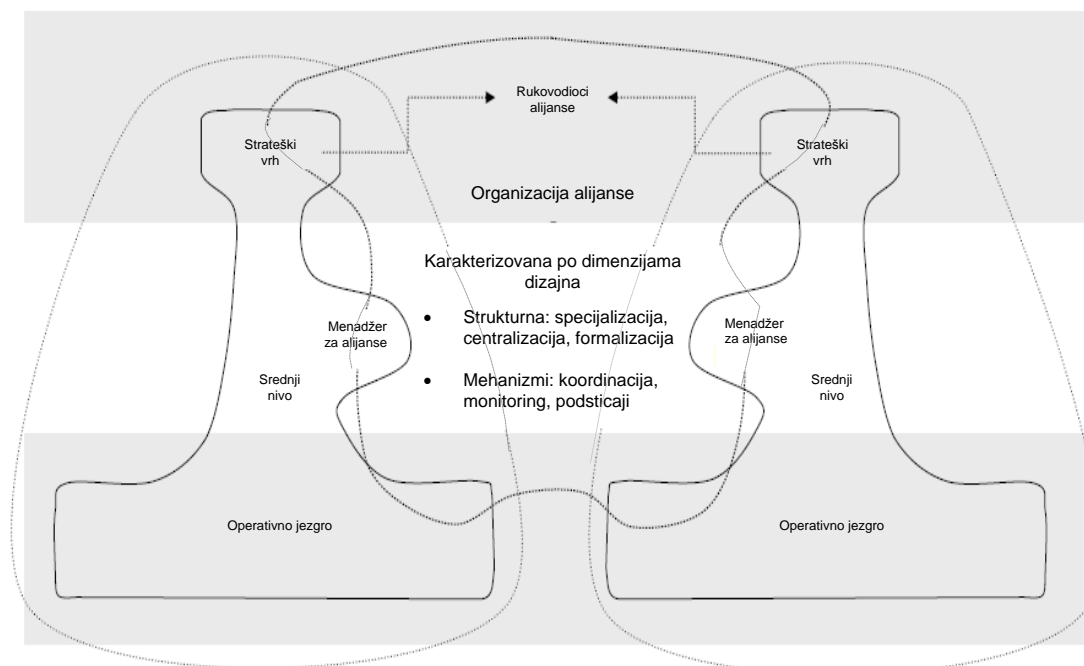 Rukovodioci
alijanse
Strateški
vrh
Strateški
vrh
Organizacija alijanse
-
Karakterizovana po dimenzijama
dizajna
• Strukturna: specijalizacija,
centralizacija, formalizacija
• Mehanizmi: koordinacija,
monitoring, podsticaji
Menadžer
za alijanse
Menadžer
za alijanse
Srednji
nivo
Srednji
nivo
Operativno jezgro
Operativno jezgro